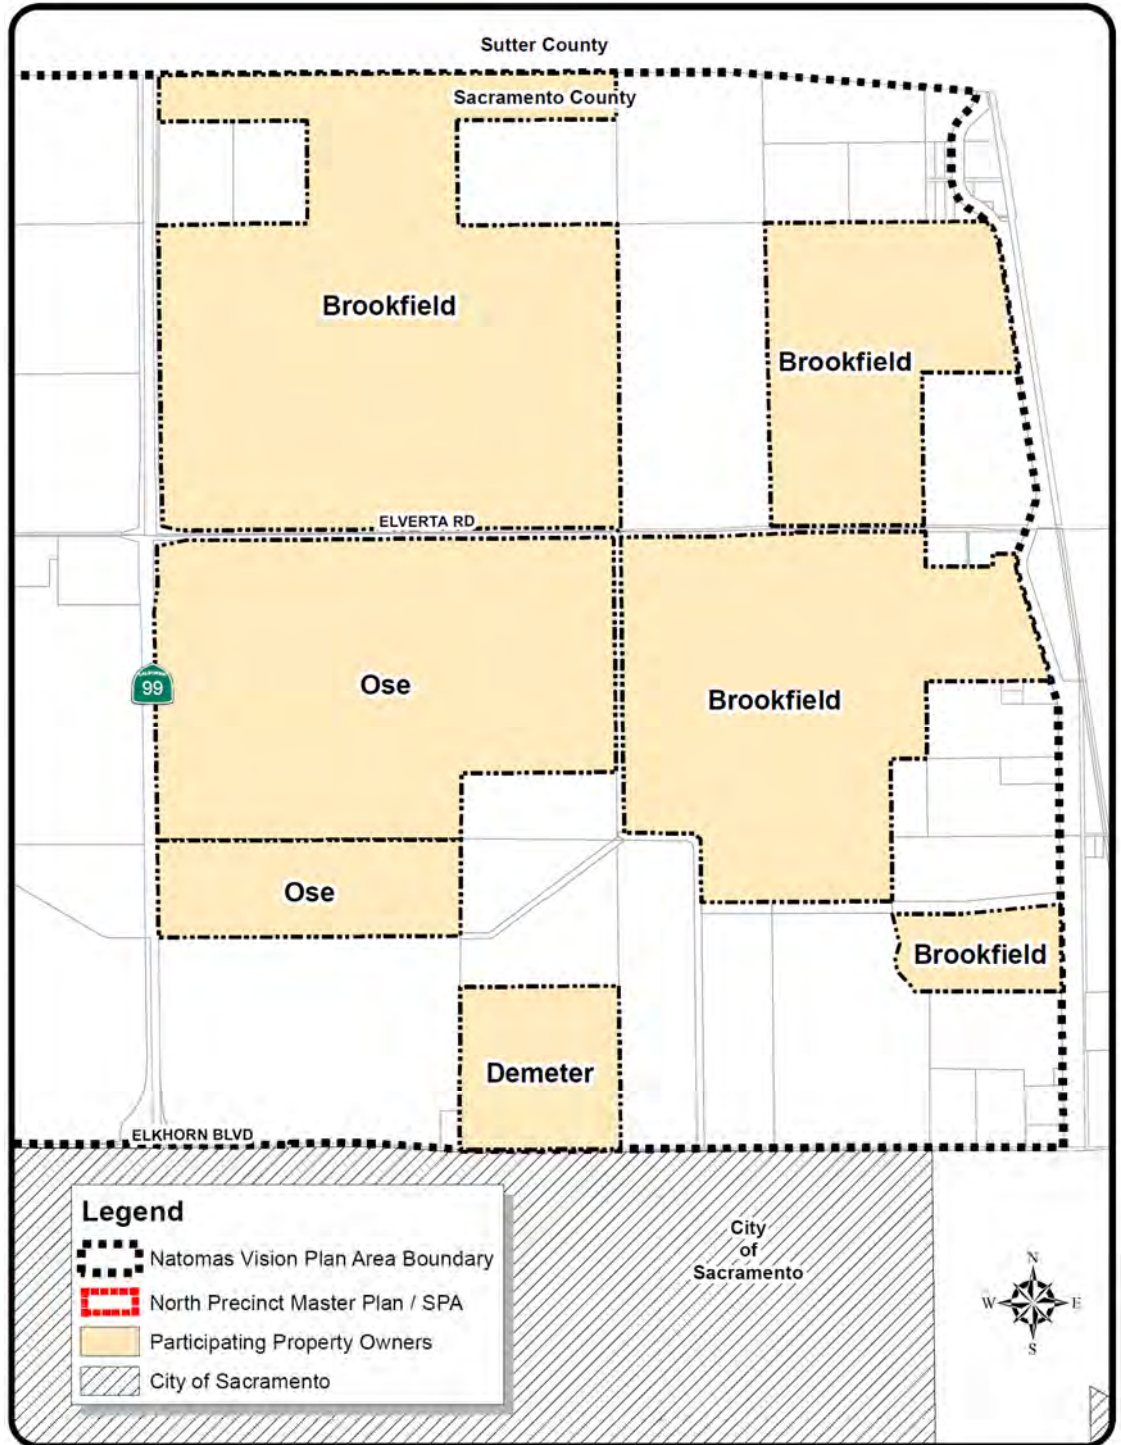 Sutter County
Sacramento County
Brookfield
Brookfield
ELVERTA RD
CALIFORNIA
99
Ose
Brookfield
Ose
Brookfield
Demeter
ELKHORN BLVD
Legend
Natomas Vision Plan Area Boundary
North Precinct Master Plan / SPA
Participating Property Owners
City of Sacramento
City
of
Sacramento
N
W E
S